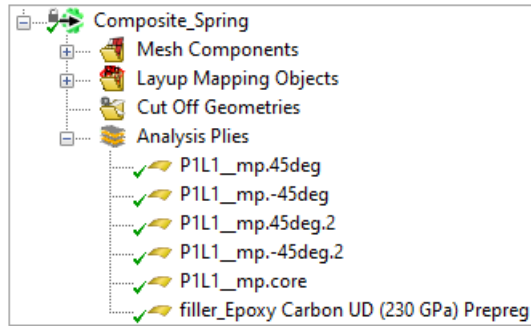 Composite_Spring
Mesh Components
Layup Mapping Objects
Cut Off Geometries
Analysis Plies
P1L1__mp.45deg
P1L1__mp.-45deg
P1L1__mp.45deg.2
P1L1__mp.-45deg.2
P1L1__mp.core
filler_Epoxy Carbon UD (230 GPa) Prepreg